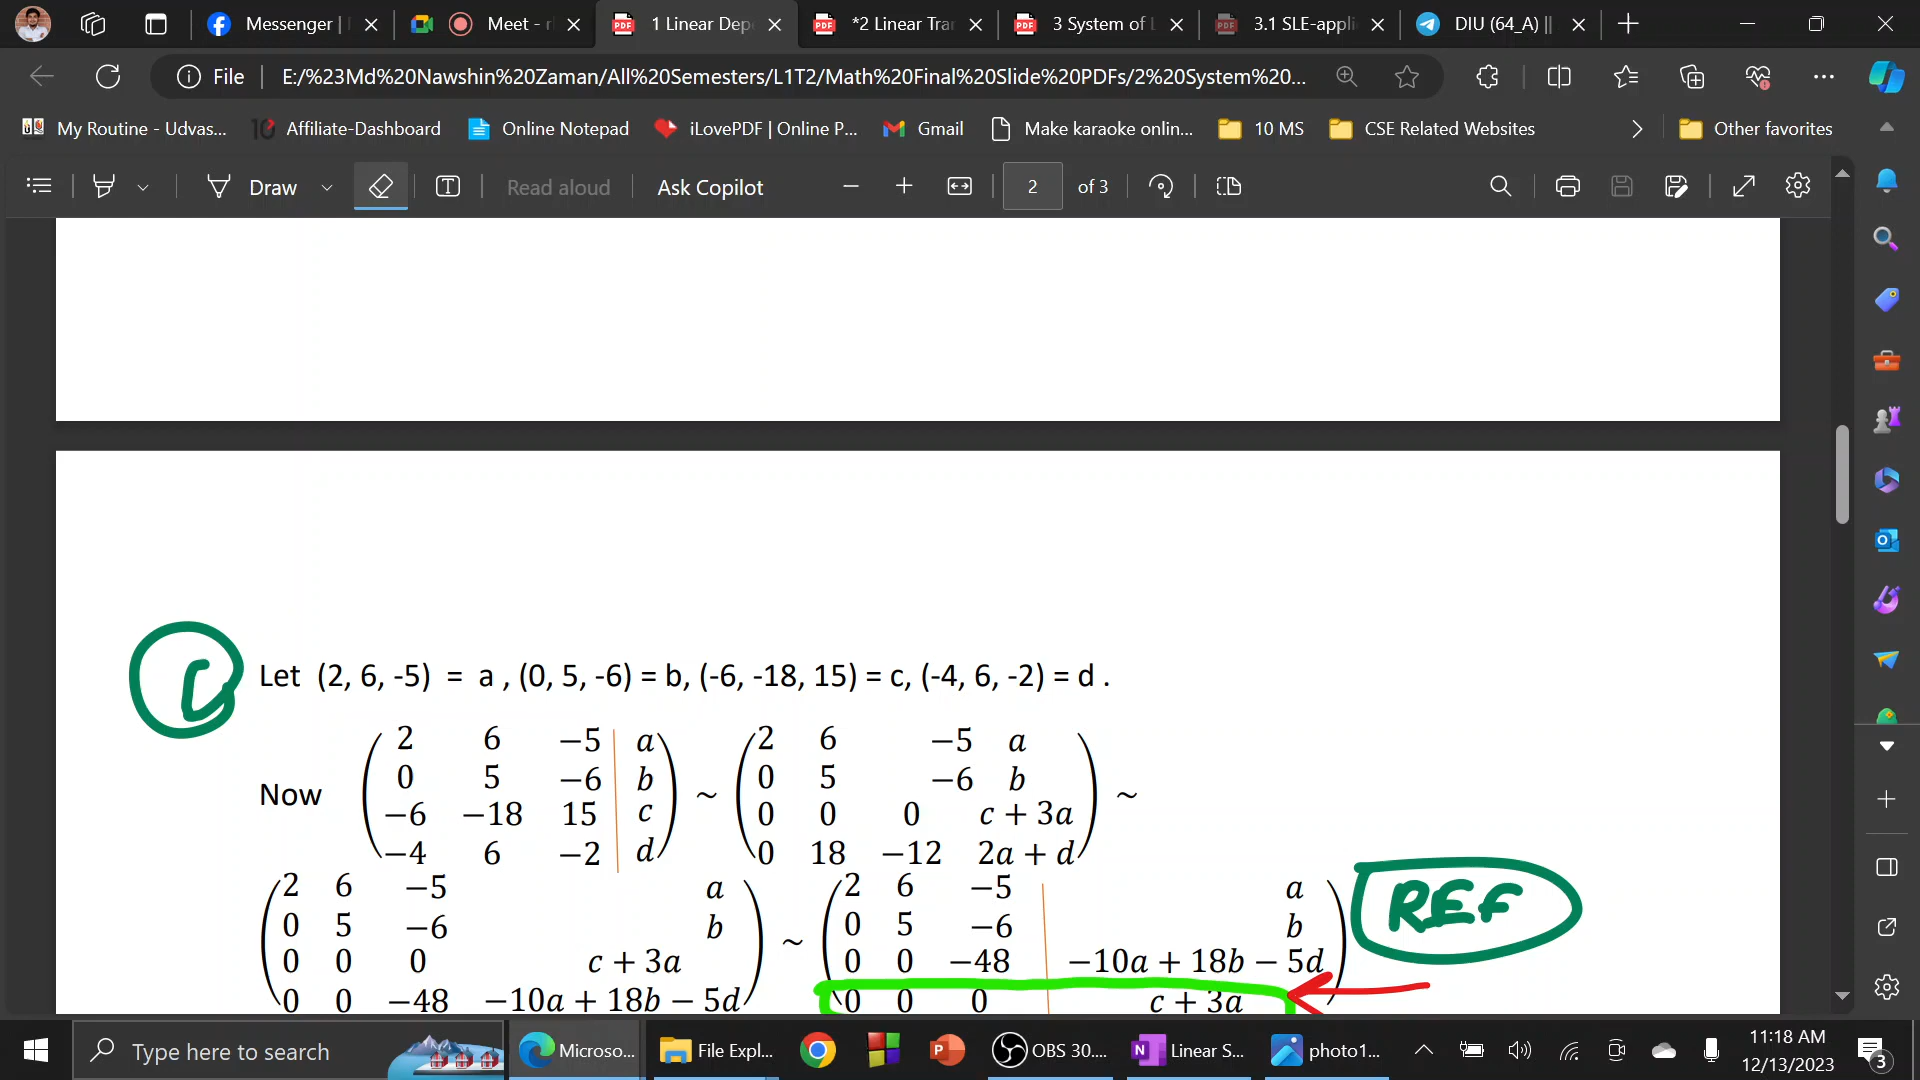 Messenger |
Meet - r
1 Linear Dep
*2 Linear Tra
3 System of L
3.1 SLE-appli
DIU (64_A) ||
File
E:/%23Md%20Nawshin%20Zaman/All%20Semesters/L1T2/Math%20Final%20Slide%20PDFs/2%20System%20...
My Routine - Udvas...
Affiliate-Dashboard
Online Notepad
iLovePDF | Online P...
Gmail
Make karaoke onlin...
10 MS
CSE Related Websites
Other favorites
Draw
Read aloud
Ask Copilot
2 of 3
Let (2, 6, -5) = a , (0, 5, -6) = b, (-6, -18, 15) = c, (-4, 6, -2) = d .
2 6 −5 a 2 6 −5 a
0 5 −6 b 0 5 −6 b
Now ~ ~
−6 −18 15 c 0 0 0 c + 3a
−4 6 −2 d 0 18 −12 2a + d
2 6 −5 a 2 6 −5 a
REF
0 5 −6 b ~ 0 5 −6 b
0 0 0 c + 3a 0 0 −48 −10a + 18b − 5d
0 0 −48 −10a + 18b − 5d 0 0 0 c + 3a
Type here to search
Microso...
File Expl...
OBS 30....
Linear S...
photo1...
11:18 AM
12/13/2023
3